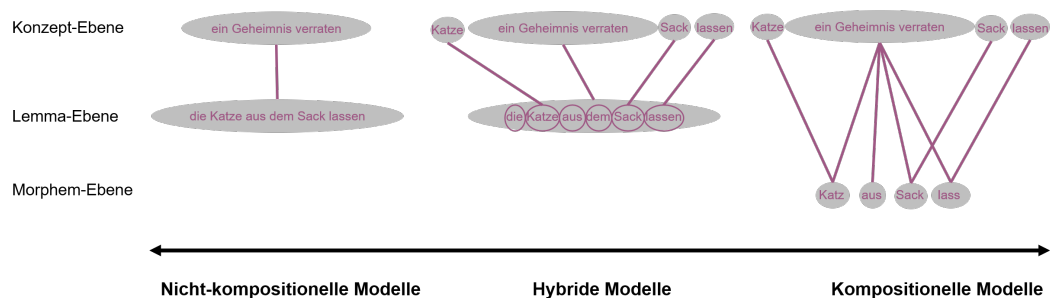 Konzept-Ebene ein Geheimnis verraten Katze ein Geheimnis verraten Sack lassen Katze ein Geheimnis verraten Sack lassen
Lemma-Ebene die Katze aus dem Sack lassen die Katze aus dem Sack lassen
Morphem-Ebene Katz aus Sack lass
Nicht-kompositionelle Modelle Hybride Modelle Kompositionelle Modelle